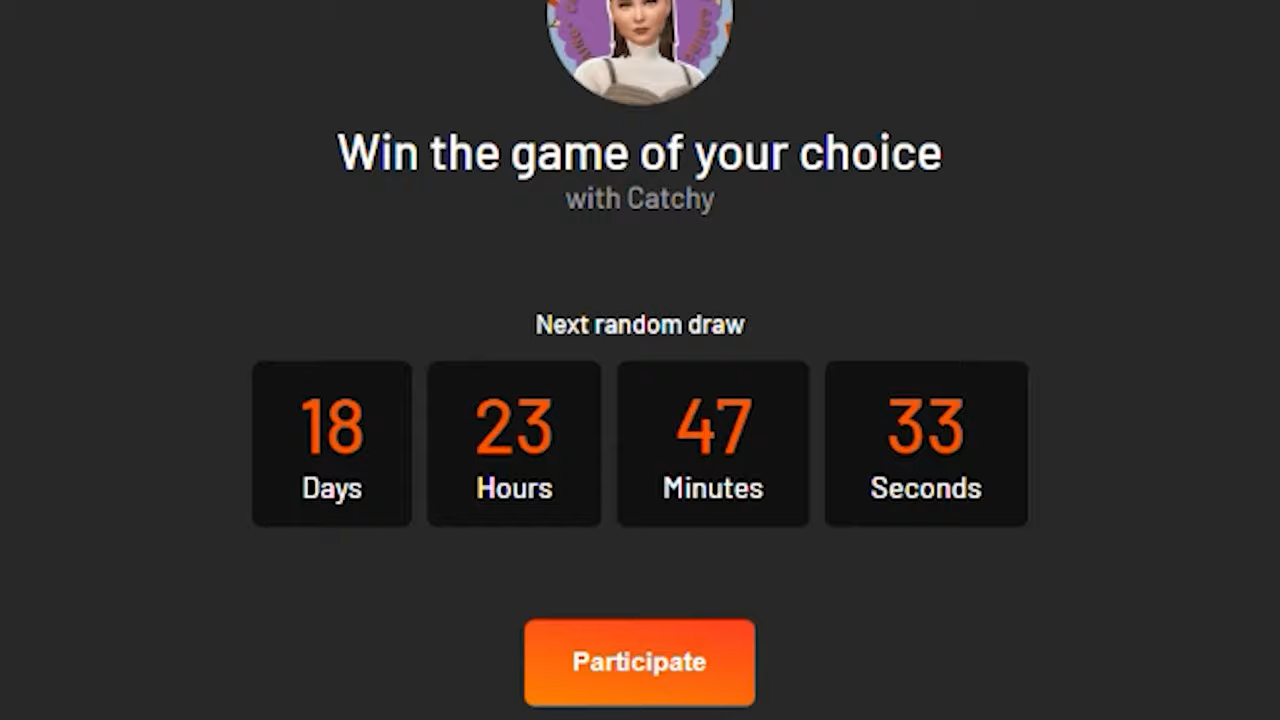 Win the game of your choice
with Catchy
Next random draw
18 23 47 33
Days Hours Minutes Seconds
Participate